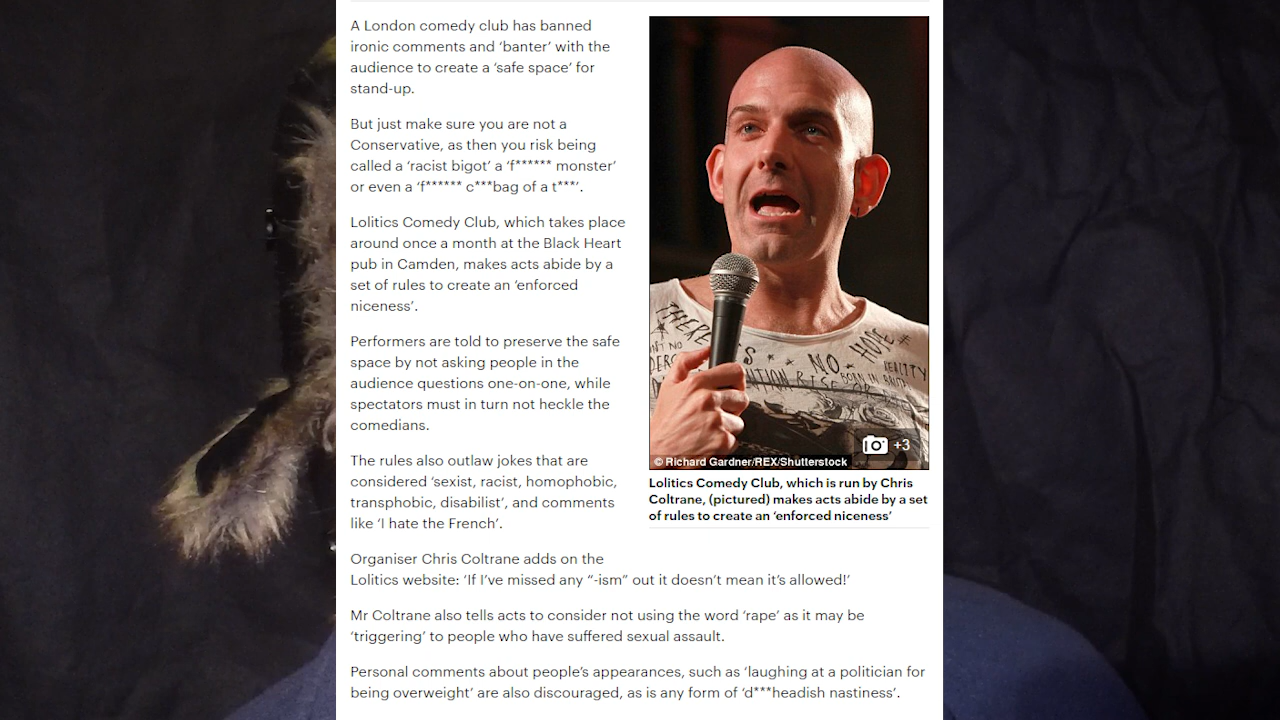 A London comedy club has banned
ironic comments and ‘banter’ with the
audience to create a ‘safe space’ for
stand-up.
But just make sure you are not a
Conservative, as then you risk being
called a ‘racist bigot’ a ‘f****** monster’
or even a ‘f****** c***bag of a t***’.
Lolitics Comedy Club, which takes place
around once a month at the Black Heart
pub in Camden, makes acts abide by a
set of rules to create an ‘enforced
niceness’.
Performers are told to preserve the safe
space by not asking people in the
audience questions one-on-one, while
spectators must in turn not heckle the
comedians.
The rules also outlaw jokes that are
considered ‘sexist, racist, homophobic,
transphobic, disabilist’, and comments
like ‘I hate the French’.
Organiser Chris Coltrane adds on the
Lolitics website: ‘If I’ve missed any “-ism” out it doesn’t mean it’s allowed!’
Mr Coltrane also tells acts to consider not using the word ‘rape’ as it may be
‘triggering’ to people who have suffered sexual assault.
Personal comments about people’s appearances, such as ‘laughing at a politician for
being overweight’ are also discouraged, as is any form of ‘d***headish nastiness’.
THERE
NO HOPE
REALITY
RISE
BORN IN
+3
© Richard Gardner/REX/Shutterstock
Lolitics Comedy Club, which is run by Chris
Coltrane, (pictured) makes acts abide by a set
of rules to create an ‘enforced niceness’